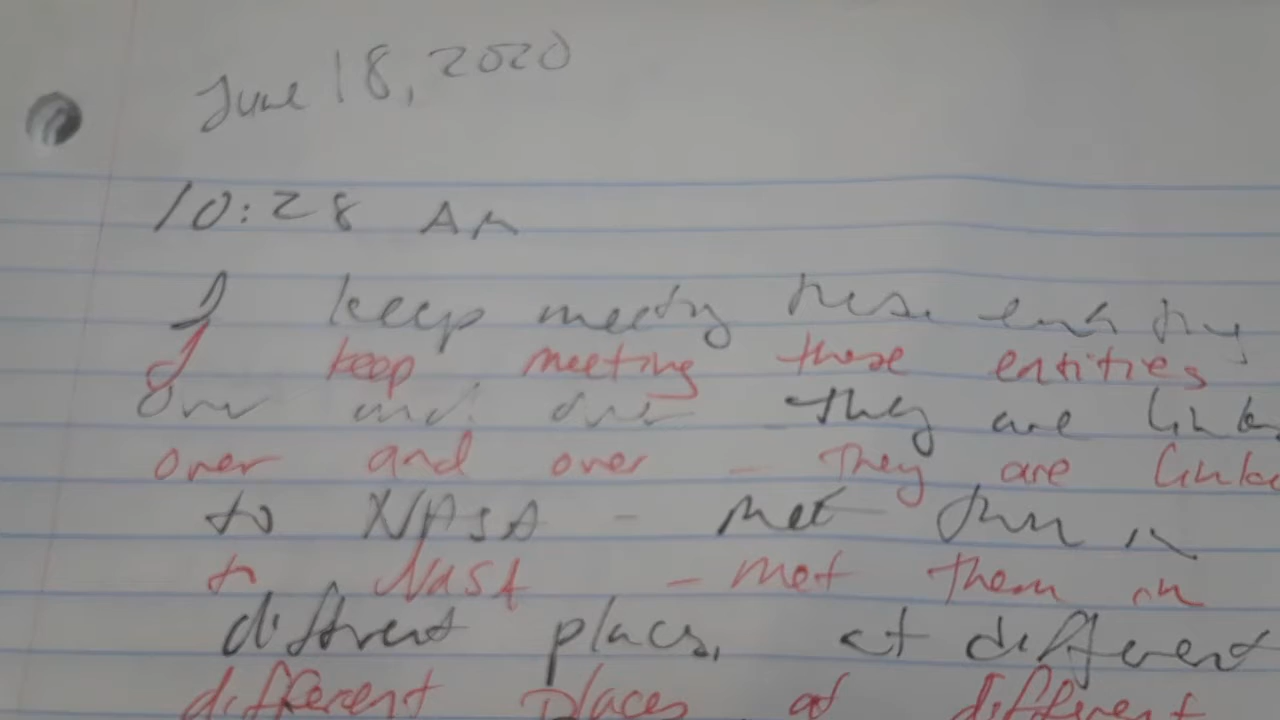 June 18, 2020
10:28 AM
I keep meeting these entities
I keep meeting these entities
over and over They are linke
over and over - They are linke
to NASA - met them in
to NASA - met them in
different places, at different
different places at different